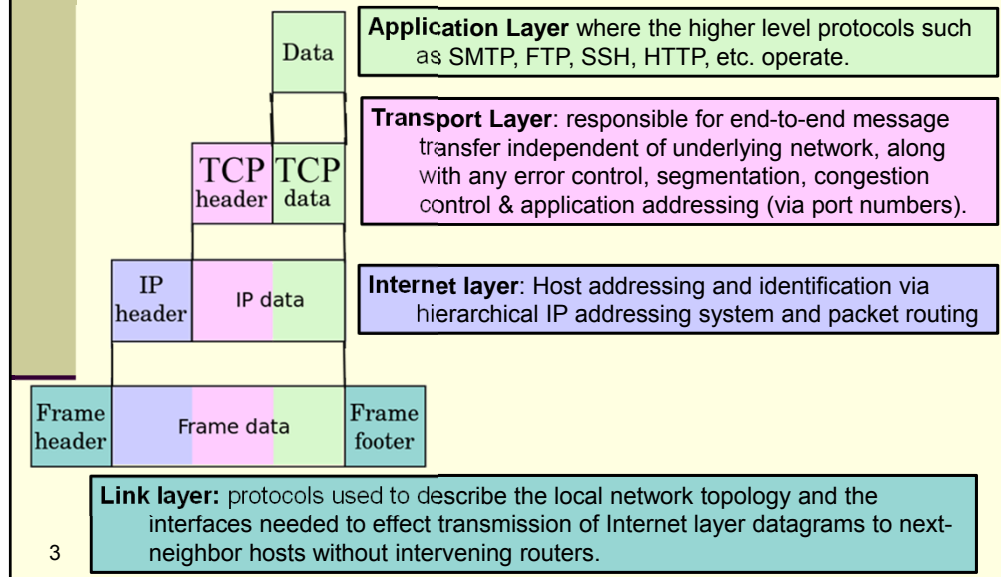 Data
Application Layer where the higher level protocols such
as SMTP, FTP, SSH, HTTP, etc. operate.
TCP
header
TCP
data
Transport Layer: responsible for end-to-end message
transfer independent of underlying network, along
with any error control, segmentation, congestion
control & application addressing (via port numbers).
IP
header
IP data
Internet layer: Host addressing and identification via
hierarchical IP addressing system and packet routing
Frame
header
Frame data
Frame
footer
Link layer: protocols used to describe the local network topology and the
interfaces needed to effect transmission of Internet layer datagrams to next-
neighbor hosts without intervening routers.
3